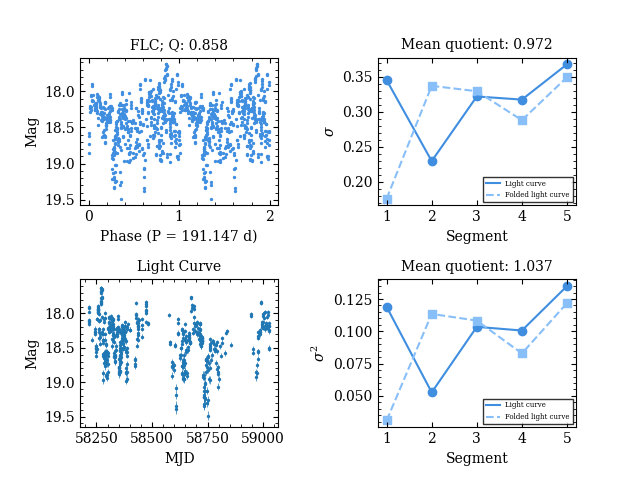 FLC; Q: 0.858
Mag
18.0
18.5
19.0
19.5
0
1
2
Phase (P = 191.147 d)
Mean quotient: 0.972
σ
0.35
0.30
0.25
0.20
1
2
3
4
5
Segment
Light curve
Folded light curve
Light Curve
Mag
18.0
18.5
19.0
19.5
58250
58500
58750
59000
MJD
Mean quotient: 1.037
σ²
0.125
0.100
0.075
0.050
1
2
3
4
5
Segment
Light curve
Folded light curve